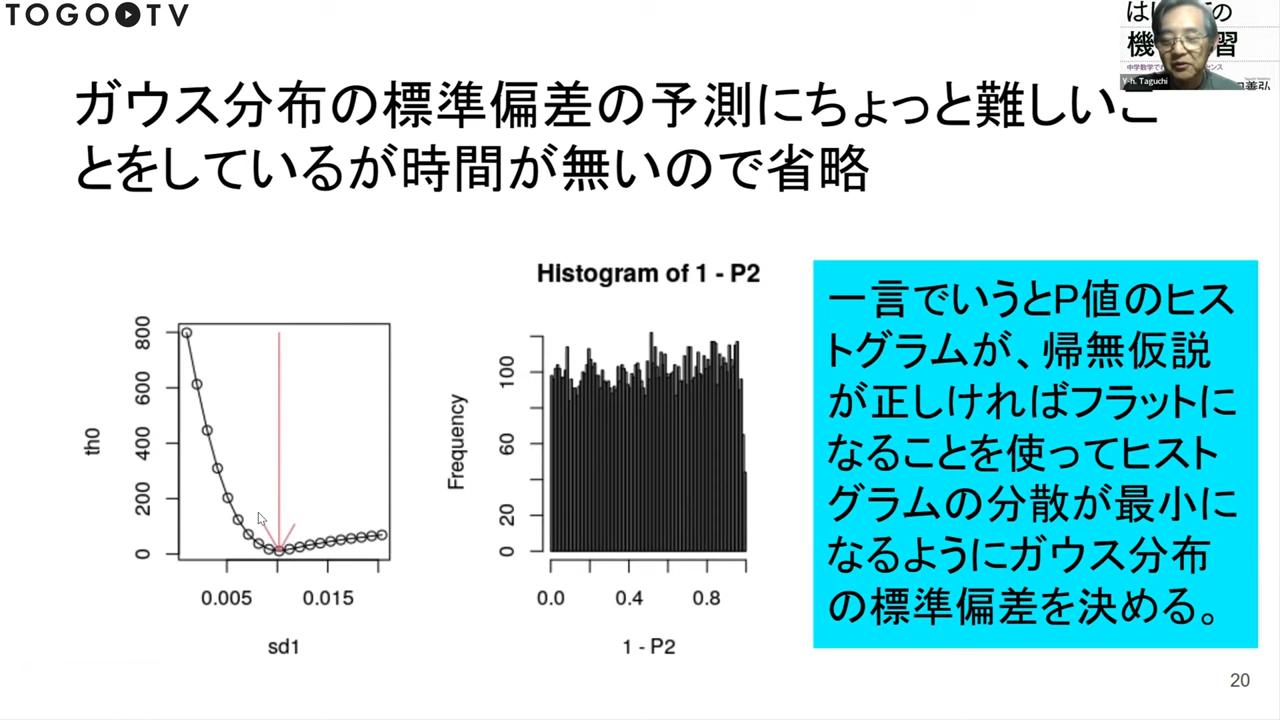 TOGO TV
ガウス分布の標準偏差の予測にちょっと難しいこ
とをしているが時間が無いので省略
Y-h. Taguchi
Histogram of 1 - P2
th0
0
200
400
600
800
0.005
0.015
sd1
Frequency
0
20
60
100
0.0
0.4
0.8
1 - P2
一言でいうとP値のヒス
トグラムが、帰無仮説
が正しければフラットに
なることを使ってヒスト
グラムの分散が最小に
なるようにガウス分布
の標準偏差を決める。
20